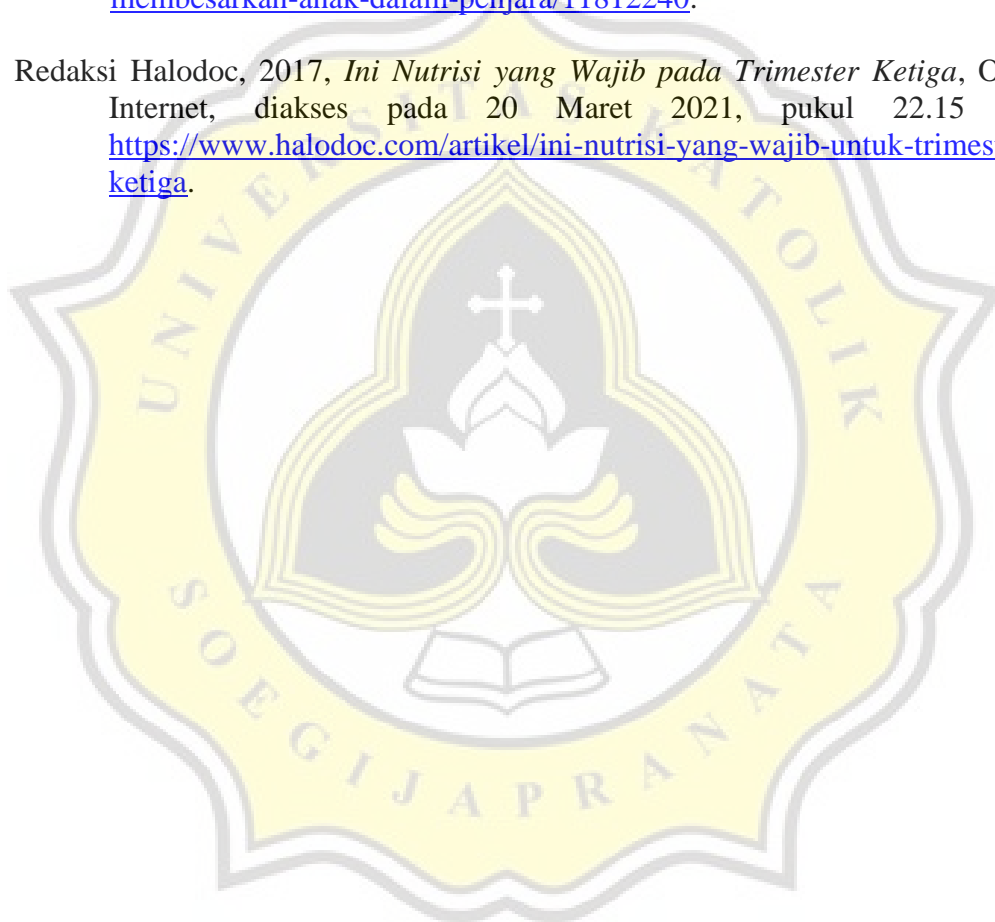 membesarkan-anak-dalam-penjara/11812240.
Redaksi Halodoc, 2017, Ini Nutrisi yang Wajib pada Trimester Ketiga, O
Internet, diakses pada 20 Maret 2021, pukul 22.15
https://www.halodoc.com/artikel/ini-nutrisi-yang-wajib-untuk-trimes
ketiga.
UNIVERSITAS KATOLIK
SOEGIJAPRANATA